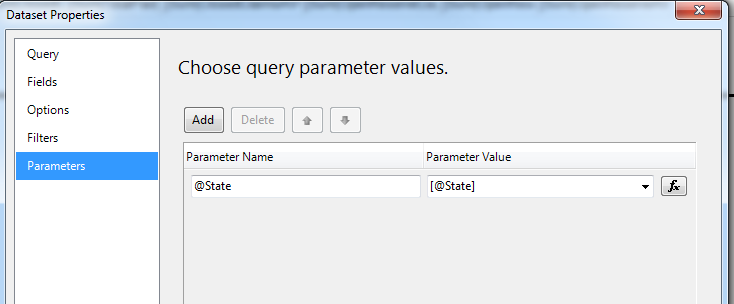 Dataset Properties
Query
Fields
Options
Filters
Parameters
Choose query parameter values.
Add Delete
Parameter Name Parameter Value
@State [@State] fx